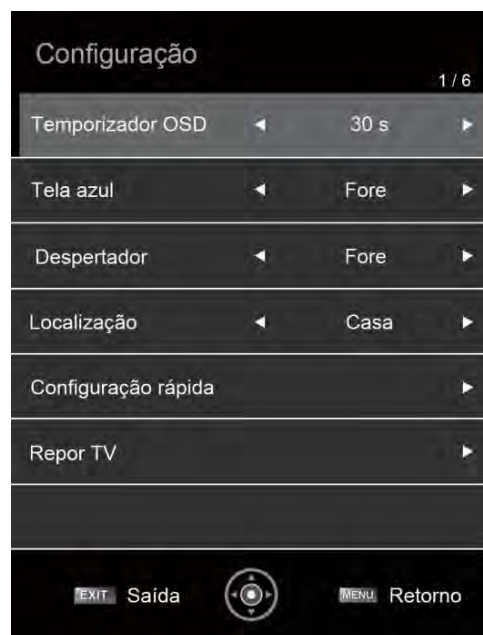 Configuração
1 / 6
Temporizador OSD 30 s
Tela azul Fore
Despertador Fore
Localização Casa
Configuração rápida
Repor TV
EXIT Saída MENU Retorno